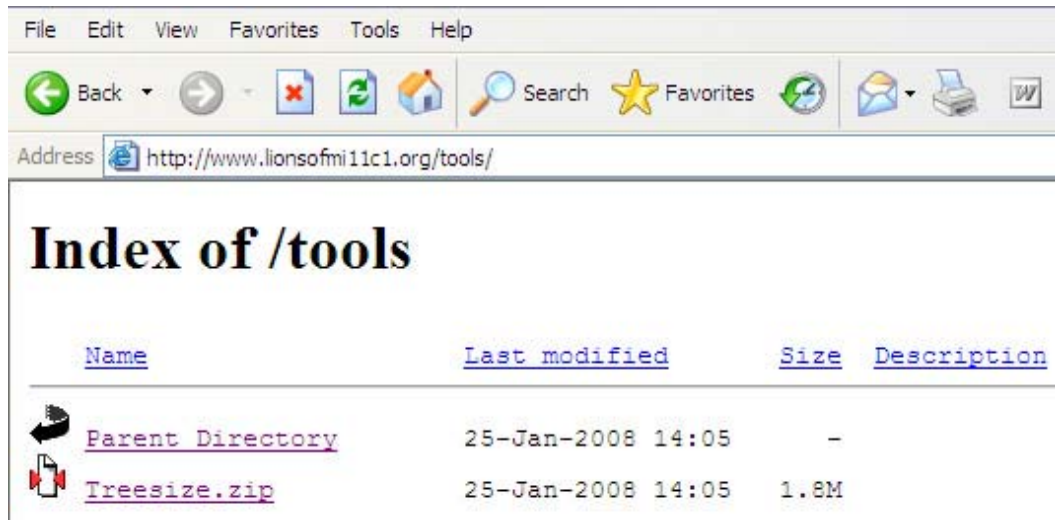 File Edit View Favorites Tools Help
Back Search Favorites W
Address http://www.lionsofmi11c1.org/tools/
Index of /tools
Name Last modified Size Description
Parent Directory 25-Jan-2008 14:05 -
Treesize.zip 25-Jan-2008 14:05 1.8M